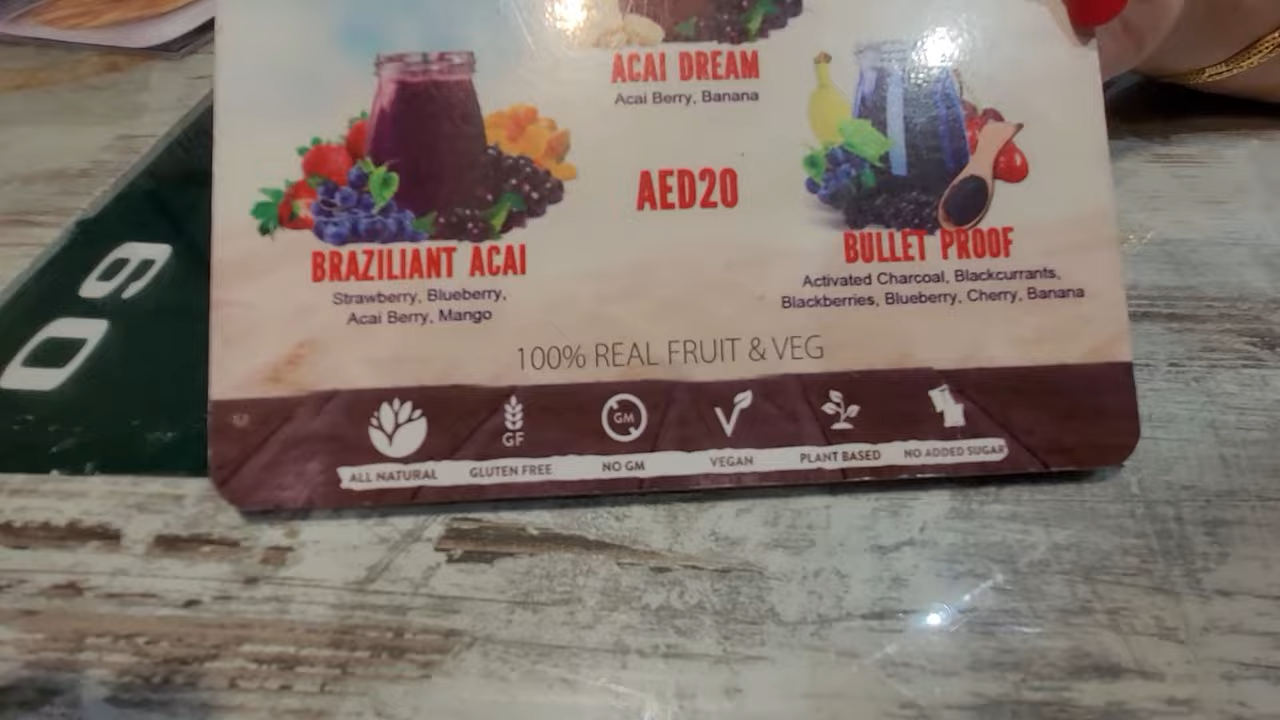 ACAI DREAM
Acai Berry, Banana
AED20
BRAZILIANT ACAI
Strawberry, Blueberry,
Acai Berry, Mango
BULLET PROOF
Activated Charcoal, Blackcurrants,
Blackberries, Blueberry, Cherry, Banana
100% REAL FRUIT & VEG
GF
GM
ALL NATURAL
GLUTEN FREE
NO GM
VEGAN
PLANT BASED
NO ADDED SUGAR
09